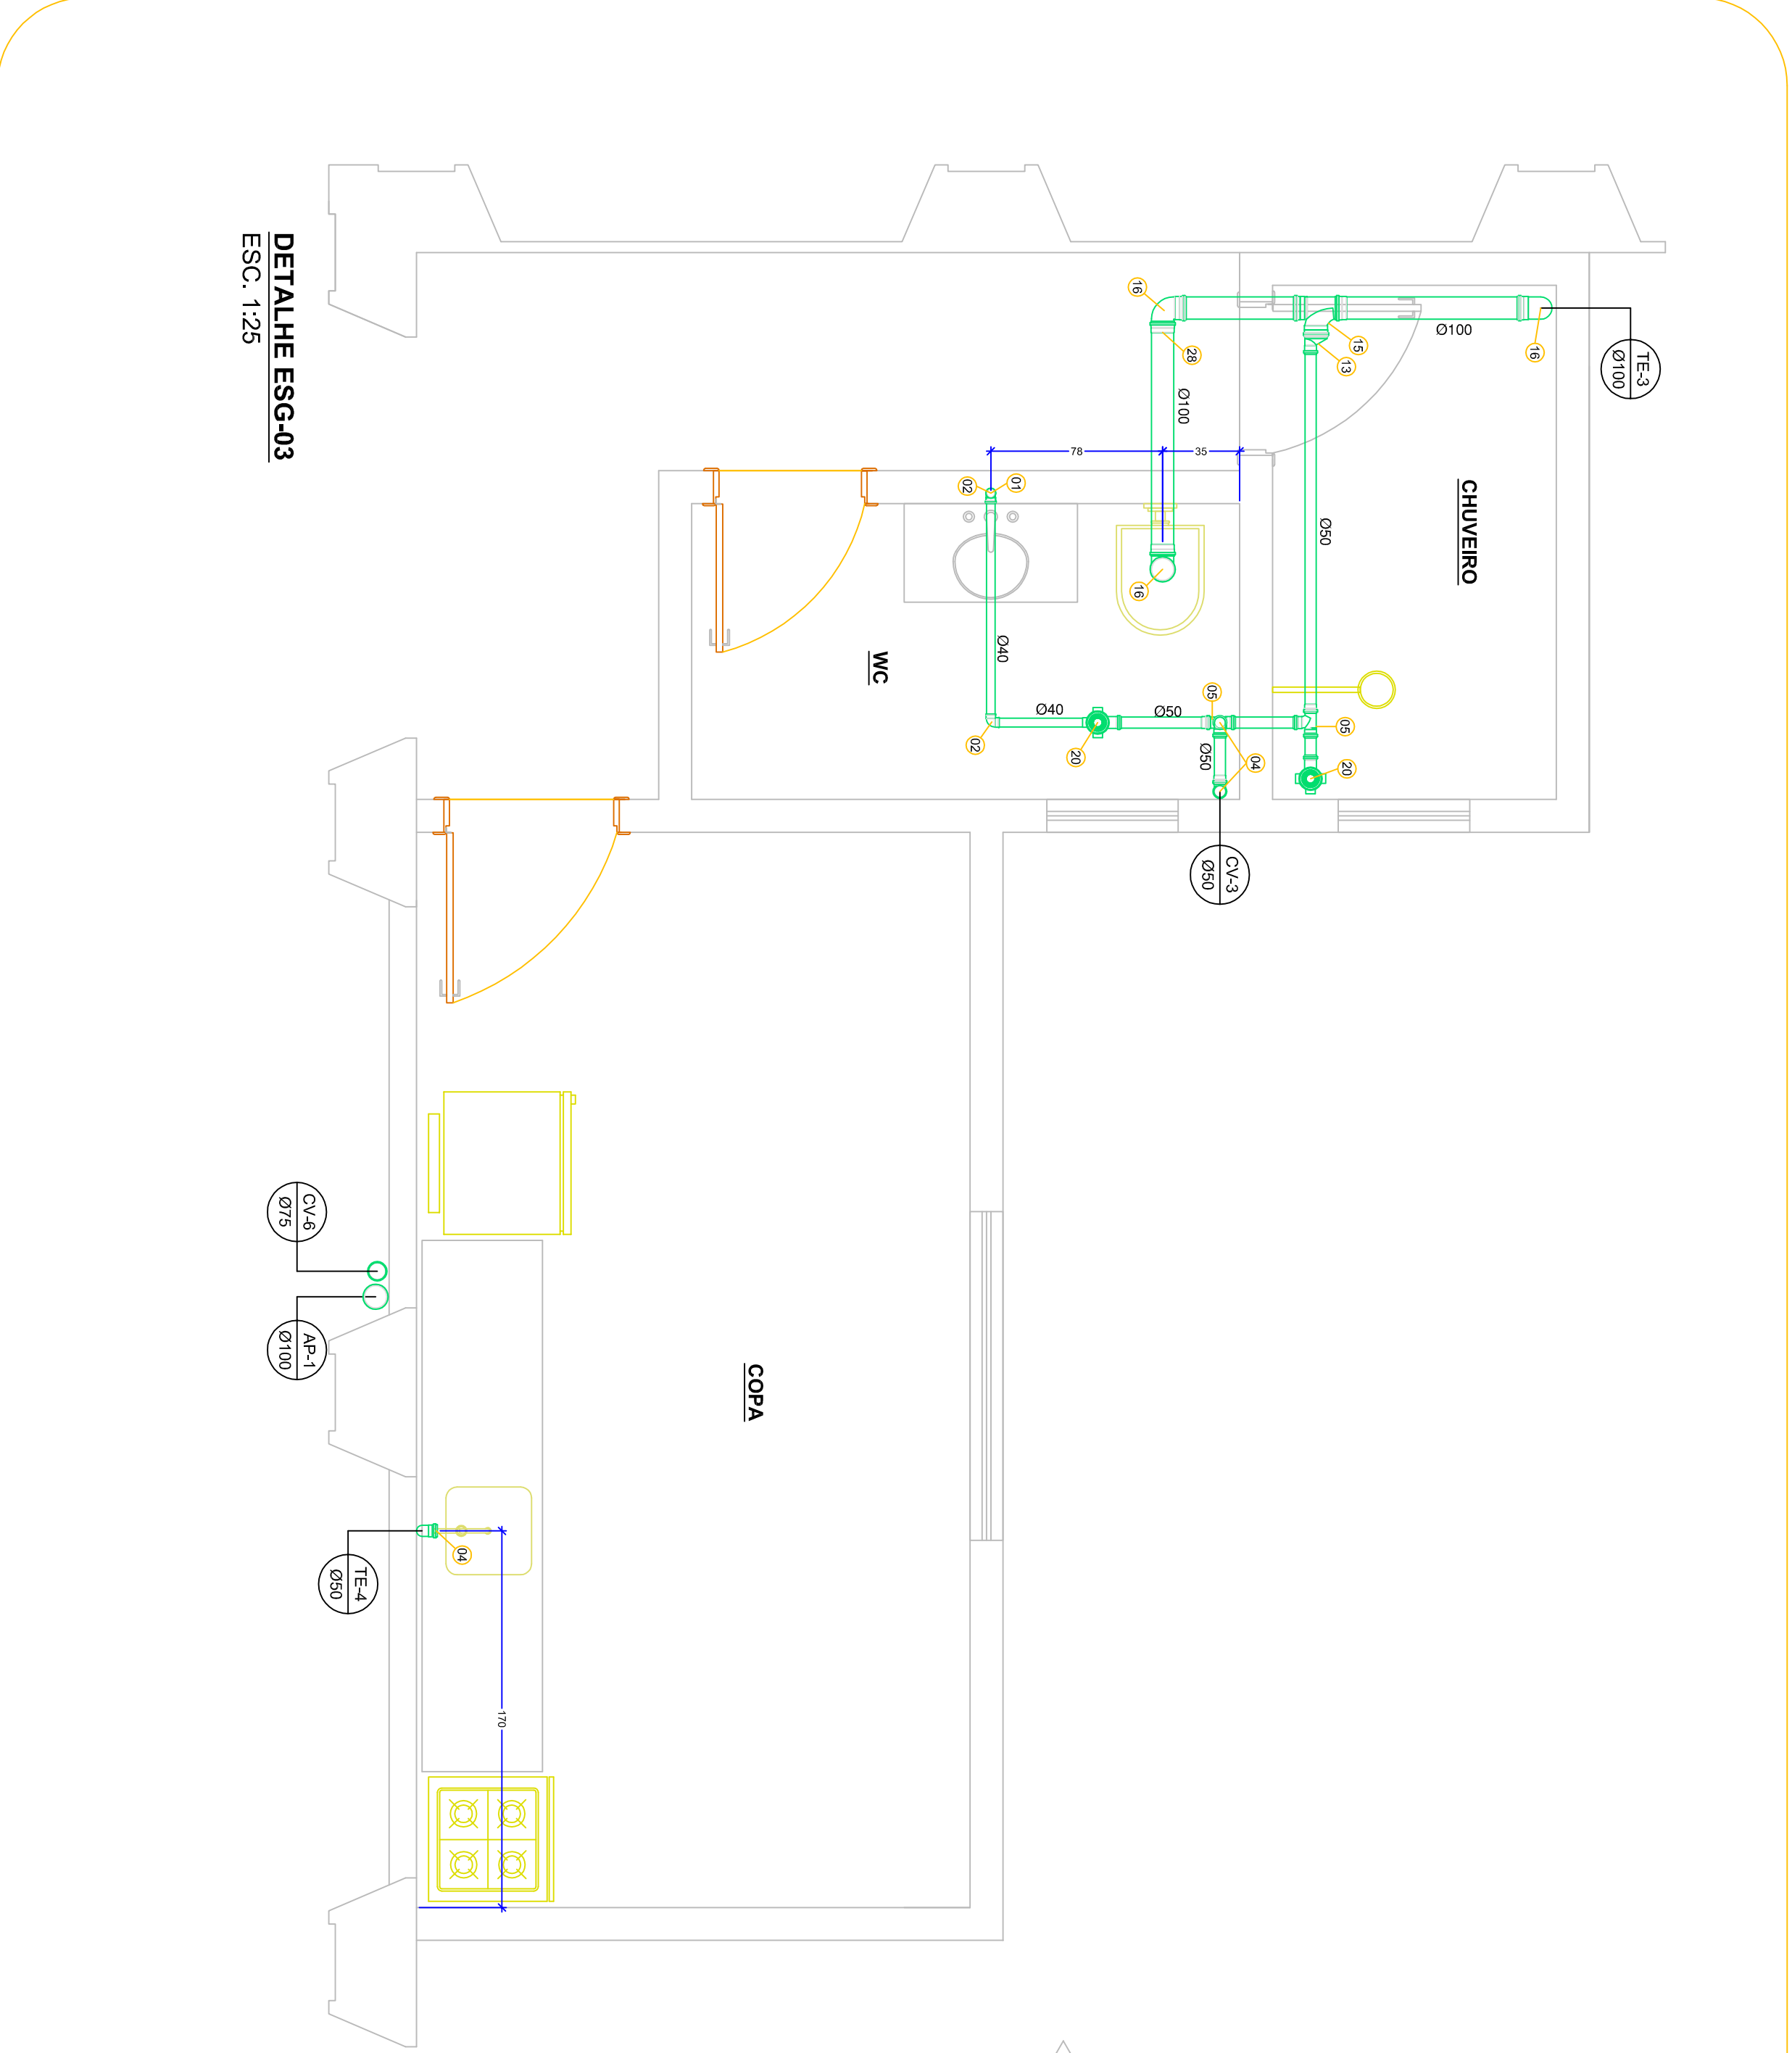 DETALHE ESG-03
ESC. 1:25
TE-3
Ø100
16
Ø100
15
13
16
28
Ø100
35
78
CHUVEIRO
Ø50
01
02
16
Ø40
WC
02
Ø40
20
Ø50
05
Ø50
04
05
20
CV-3
Ø50
CV-6
Ø75
AP-1
Ø100
COPA
04
TE-4
Ø50
170